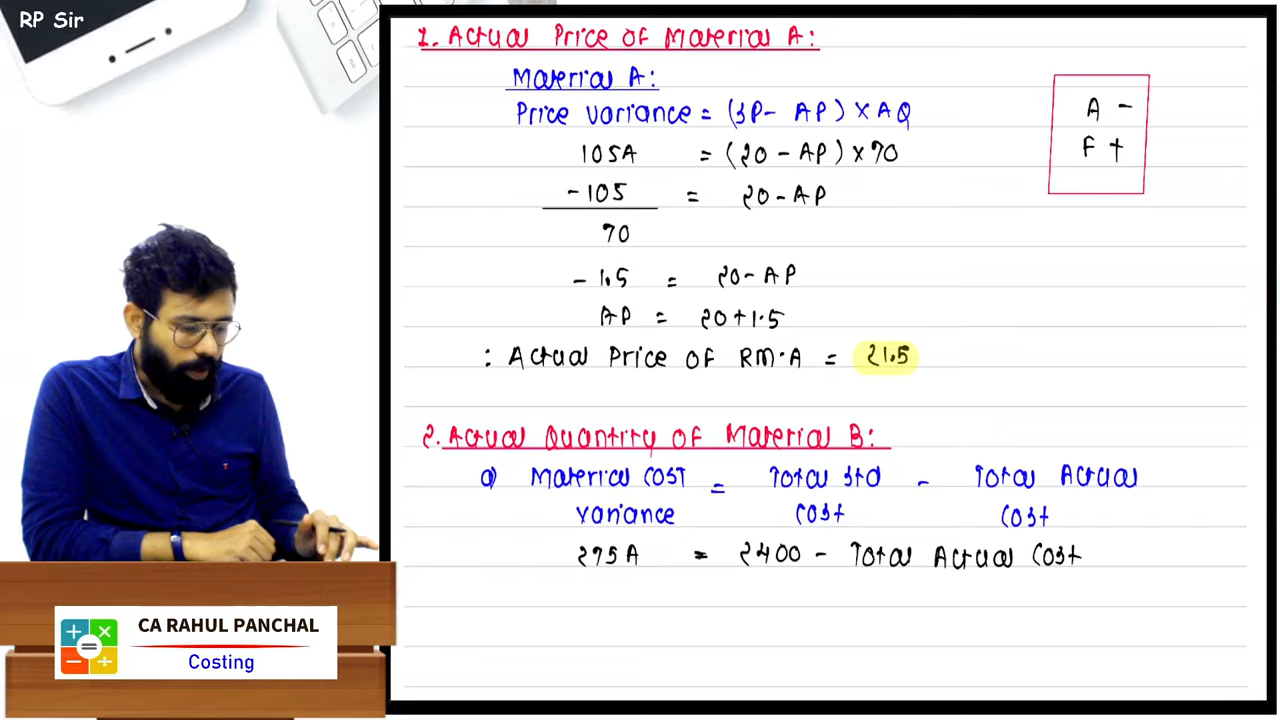 RP Sir
1. Actual Price of Material A:
Material A:
Price variance = (SP - AP) × AQ
105A = (20 - AP) × 70
-105 = 20 - AP
70
- 1.5 = 20 - AP
AP = 20 + 1.5
: Actual Price of RM.A = 21.5
A -
F +
2. Actual Quantity of Material B:
a) Material Cost = Total Std - Total Actual
variance Cost Cost
275A = 2400 - Total Actual Cost
CA RAHUL PANCHAL
Costing